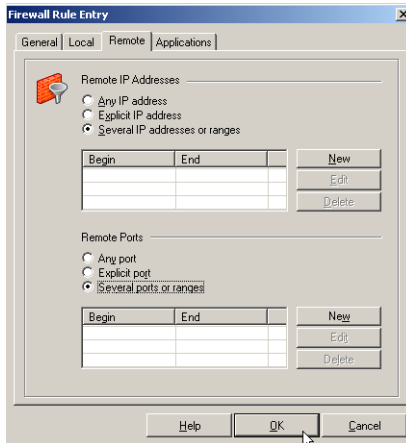 Firewall Rule Entry
General Local Remote Applications
Remote IP Addresses
Any IP address
Explicit IP address
Several IP addresses or ranges
Begin End New
Edit
Delete
Remote Ports
Any port
Explicit port
Several ports or ranges
Begin End New
Edit
Delete
Help OK Cancel